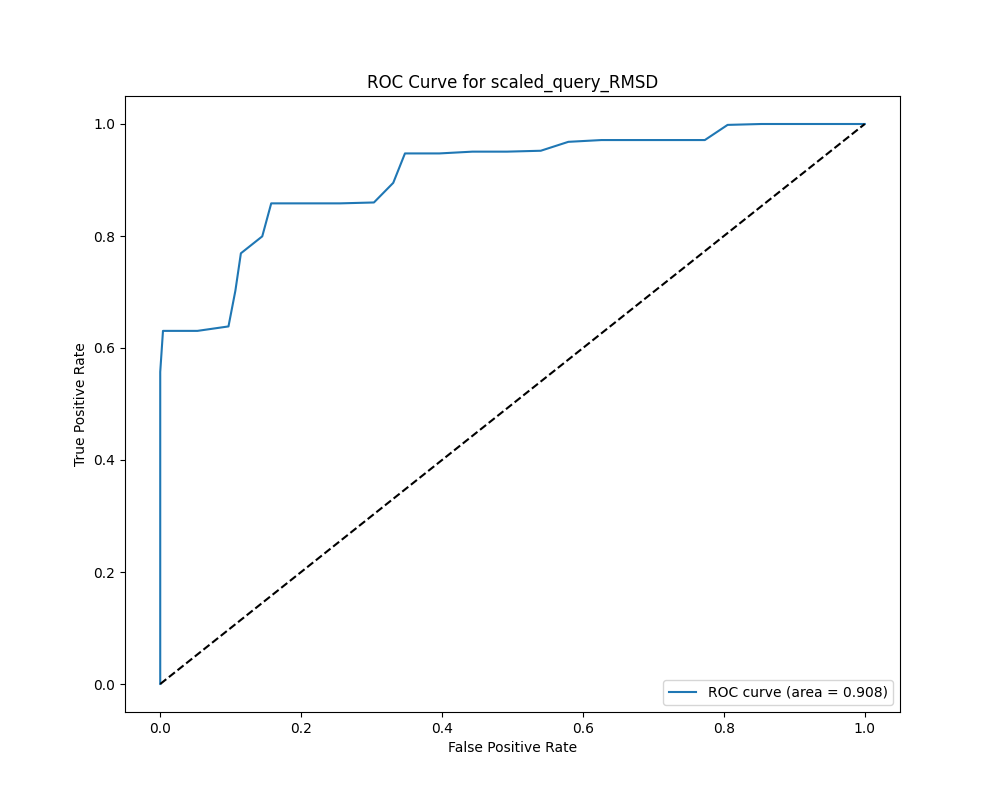 ROC Curve for scaled_query_RMSD
True Positive Rate
1.0
0.8
0.6
0.4
0.2
0.0
ROC curve (area = 0.908)
0.0 0.2 0.4 0.6 0.8 1.0
False Positive Rate